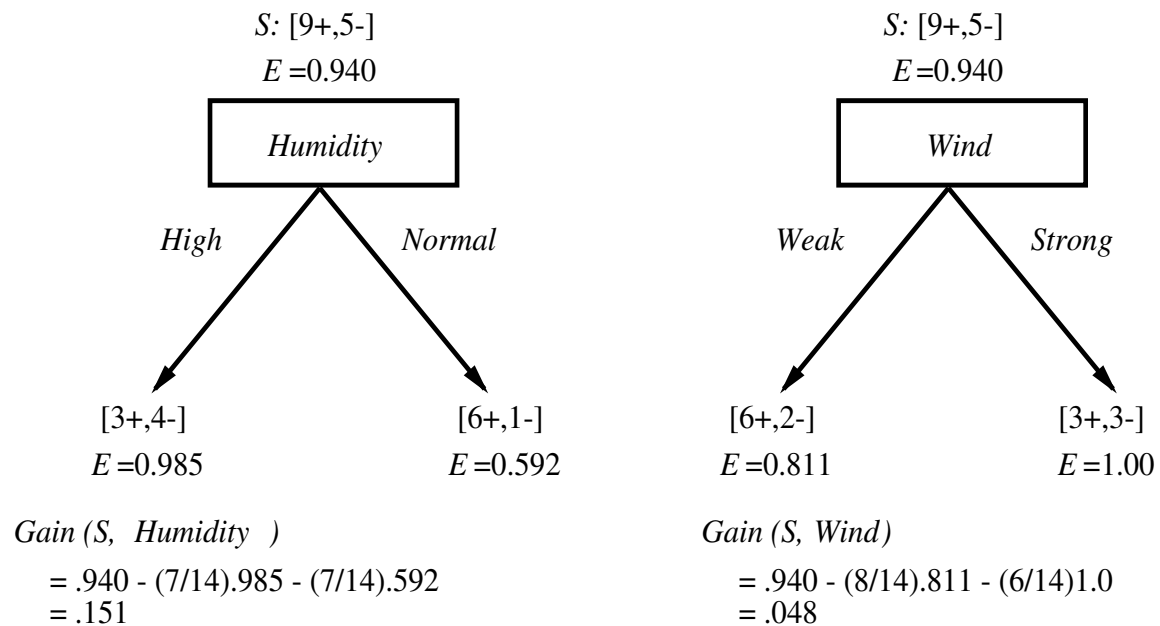 S: [9+,5-]
E =0.940
Humidity
High
Normal
[3+,4-]
E =0.985
[6+,1-]
E =0.592
Gain (S, Humidity )
= .940 - (7/14).985 - (7/14).592
= .151
S: [9+,5-]
E =0.940
Wind
Weak
Strong
[6+,2-]
E =0.811
[3+,3-]
E =1.00
Gain (S, Wind)
= .940 - (8/14).811 - (6/14)1.0
= .048